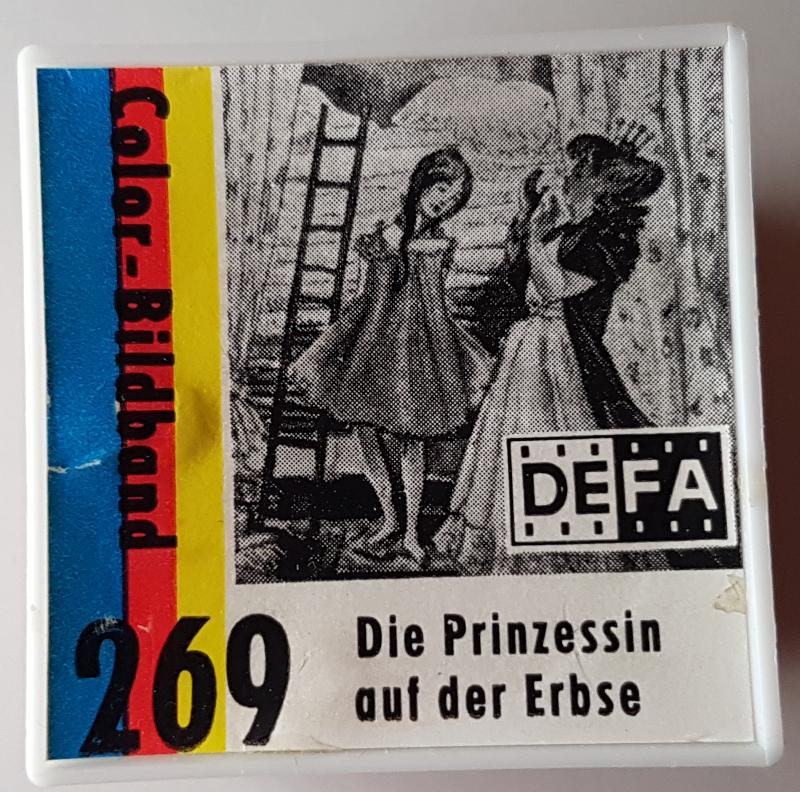 Color-Bildband
DEFA
269
Die Prinzessin
auf der Erbse